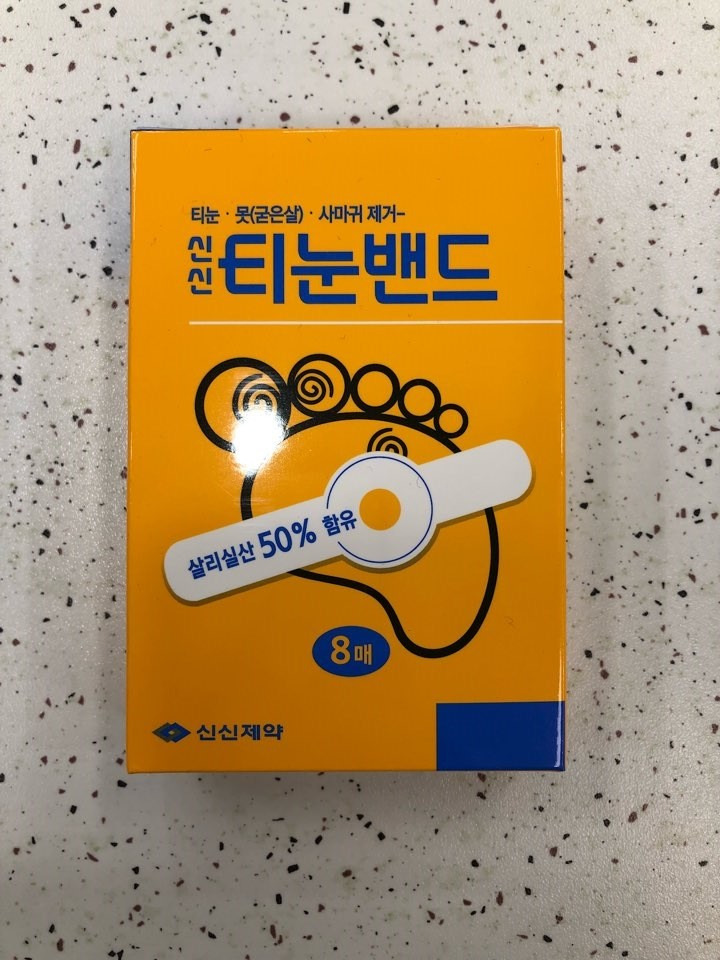 티눈 · 못(굳은살) · 사마귀 제거-
신신 티눈밴드
살리실산 50% 함유
8매
신신제약